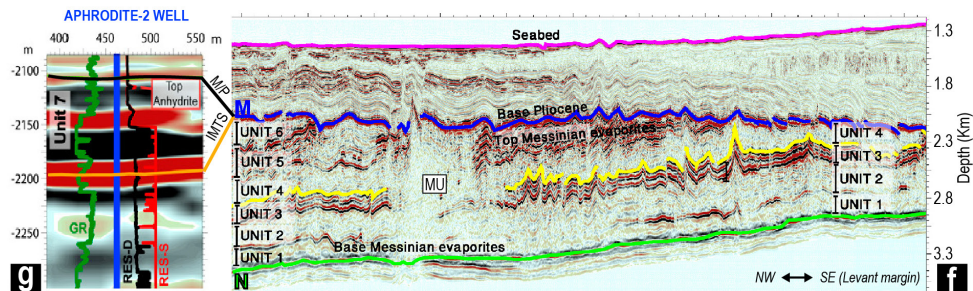 APHRODITE-2 WELL
m 400 450 500 550 m
-2100
-2150
-2200
-2250
Unit 7
Top
Anhydrite
M/P
IMTS
GR
RES-D
RES-S
g
Seabed
M
Base Pliocene
Top Messinian evaporites
UNIT 6
UNIT 5
UNIT 4
UNIT 3
UNIT 2
UNIT 1
MU
Base Messinian evaporites
N
UNIT 4
UNIT 3
UNIT 2
UNIT 1
1.3
1.8
2.3
2.8
3.3
Depth (Km)
NW SE (Levant margin)
f